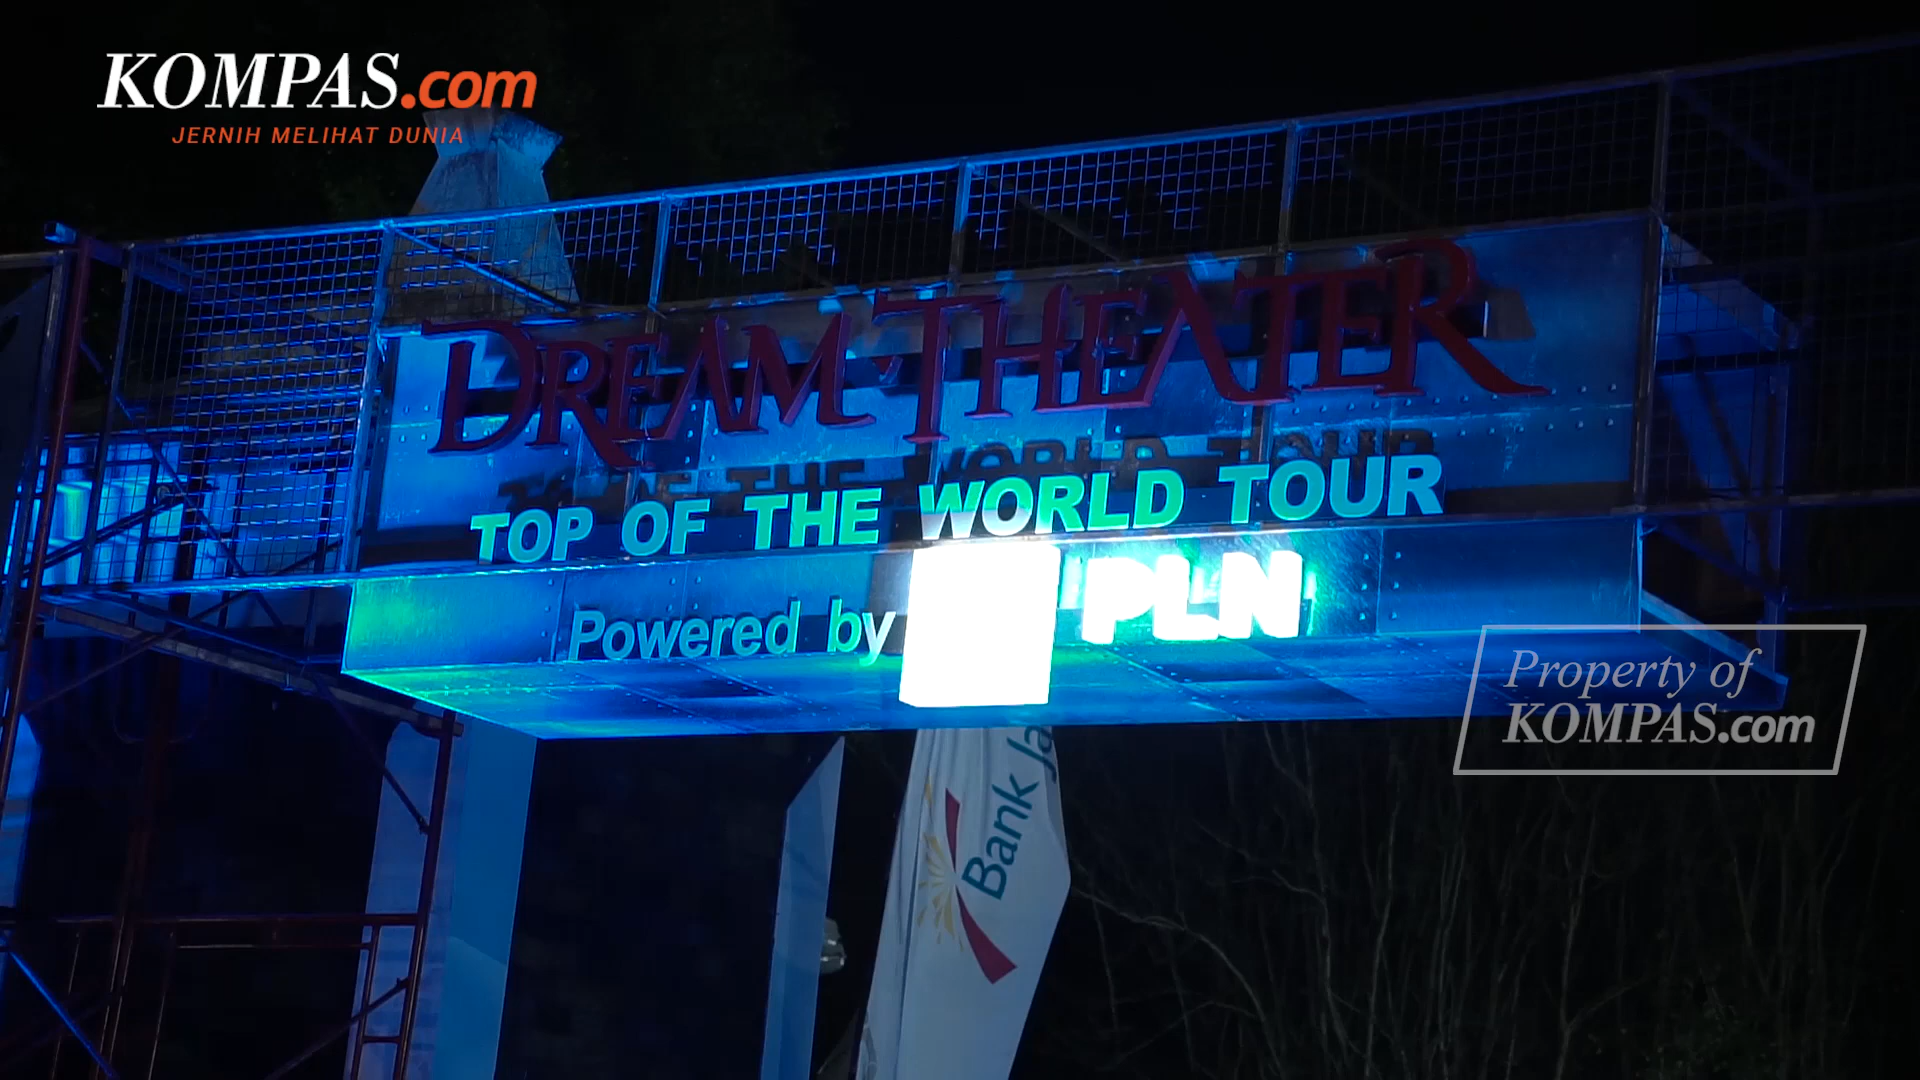 KOMPAS.com
JERNIH MELIHAT DUNIA
DREAM THEATER
TOP OF THE WORLD TOUR
Powered by PLN
Property of
KOMPAS.com
Bank Ja